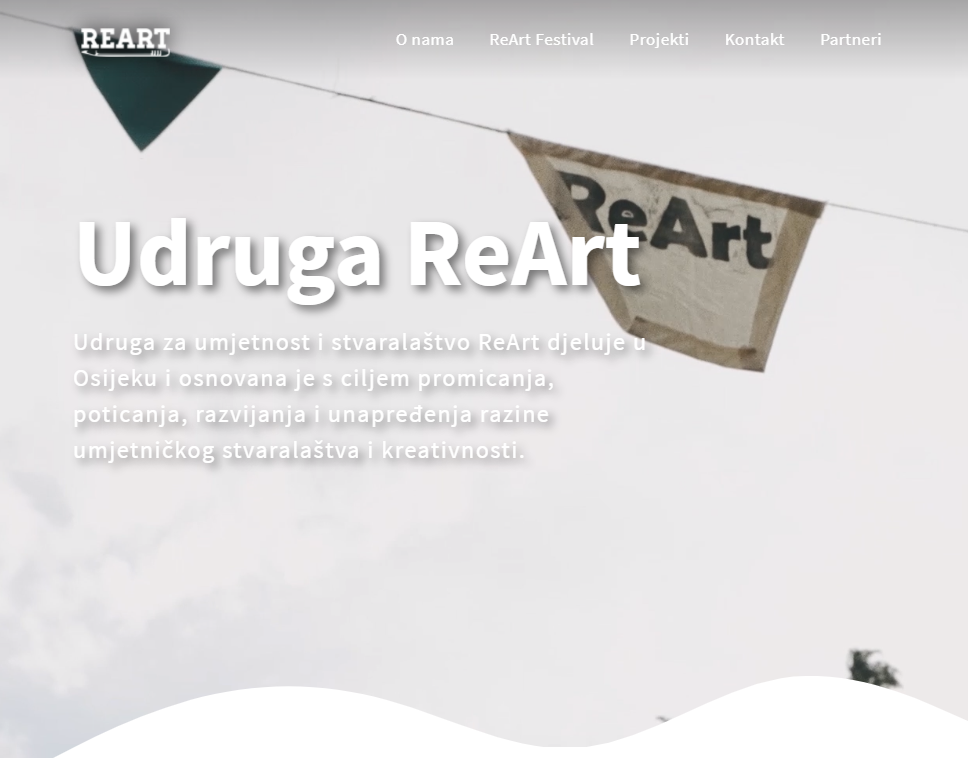 REART
O nama ReArt Festival Projekti Kontakt Partneri
ReArt
Udruga ReArt
Udruga za umjetnost i stvaralaštvo ReArt djeluje u
Osijeku i osnovana je s ciljem promicanja,
poticanja, razvijanja i unapređenja razine
umjetničkog stvaralaštva i kreativnosti.